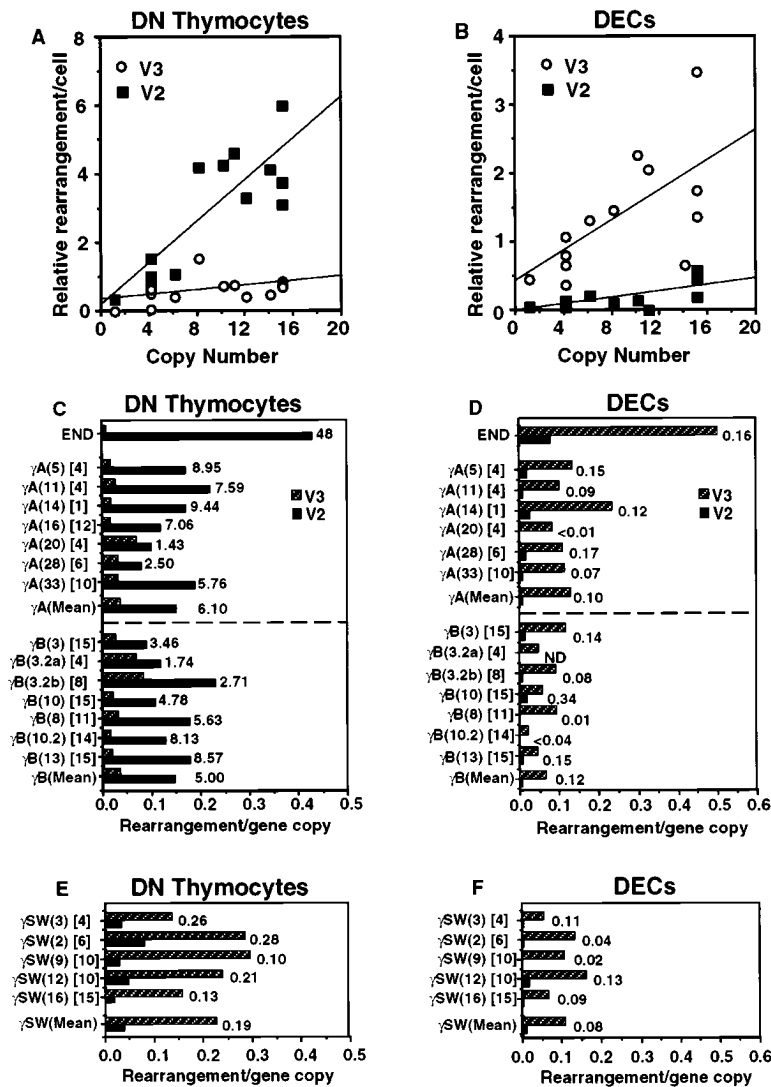 A DN Thymocytes
Relative rearrangement/cell
8
6
4
2
0
V3
V2
0 4 8 12 16 20
Copy Number
B DECs
Relative rearrangement/cell
4
3
2
1
0
V3
V2
0 4 8 12 16 20
Copy Number
C DN Thymocytes
END 48
γA(5) [4] 8.95
γA(11) [4] 7.59
γA(14) [1] 9.44
γA(16) [12] 7.06
γA(20) [4] 1.43
γA(28) [6] 2.50
γA(33) [10] 5.76
γA(Mean) 6.10
V3
V2
γB(3) [15] 3.46
γB(3.2a) [4] 1.74
γB(3.2b) [8] 2.71
γB(10) [15] 4.78
γB(8) [11] 5.63
γB(10.2) [14] 8.13
γB(13) [15] 8.57
γB(Mean) 5.00
0.0 0.1 0.2 0.3 0.4 0.5
Rearrangement/gene copy
D DECs
END 0.16
γA(5) [4] 0.15
γA(11) [4] 0.09
γA(14) [1] 0.12
γA(20) [4] <0.01
γA(28) [6] 0.17
γA(33) [10] 0.07
γA(Mean) 0.10
V3
V2
γB(3) [15] 0.14
γB(3.2a) [4] ND
γB(3.2b) [8] 0.08
γB(10) [15] 0.34
γB(8) [11] 0.01
γB(10.2) [14] <0.04
γB(13) [15] 0.15
γB(Mean) 0.12
0.0 0.1 0.2 0.3 0.4 0.5 0.6
Rearrangement/gene copy
E DN Thymocytes
γSW(3) [4] 0.26
γSW(2) [6] 0.28
γSW(9) [10] 0.10
γSW(12) [10] 0.21
γSW(16) [15] 0.13
γSW(Mean) 0.19
0.0 0.1 0.2 0.3 0.4 0.5
Rearrangement/gene copy
F DECs
γSW(3) [4] 0.11
γSW(2) [6] 0.04
γSW(9) [10] 0.02
γSW(12) [10] 0.13
γSW(16) [15] 0.09
γSW(Mean) 0.08
0.0 0.1 0.2 0.3 0.4 0.5 0.6
Rearrangement/gene copy